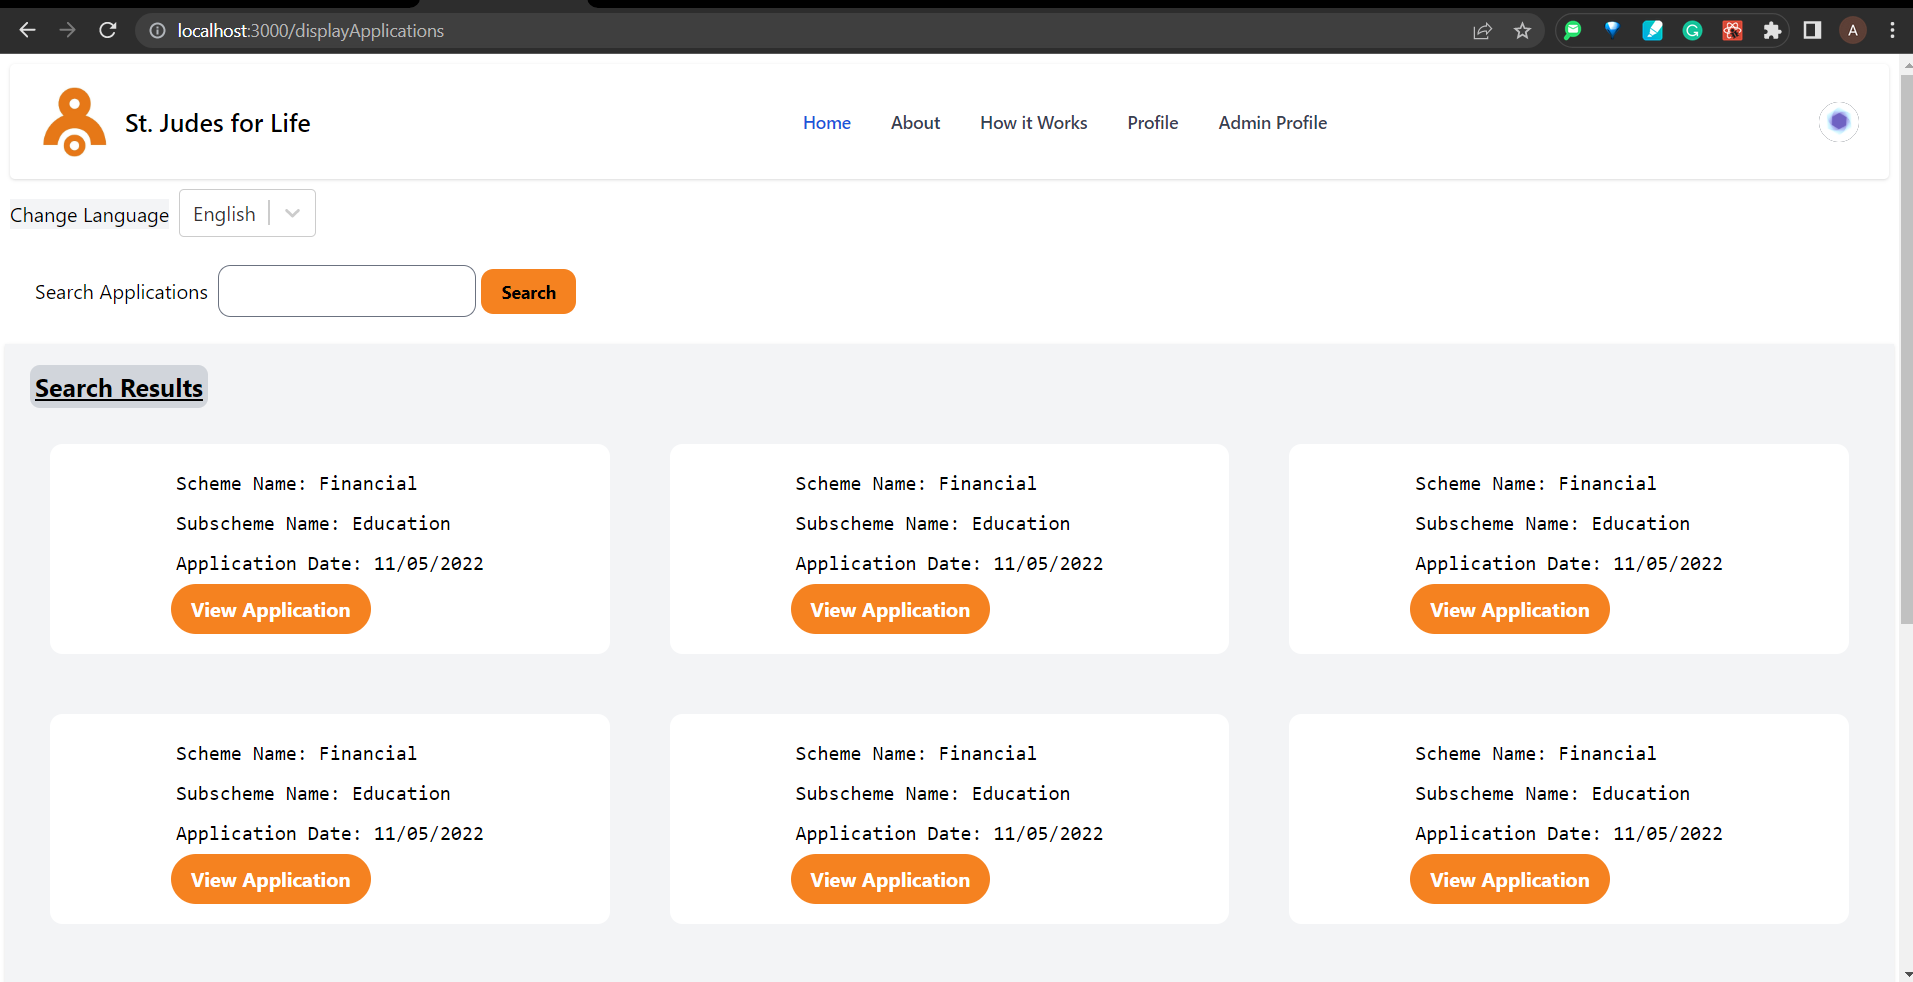 localhost:3000/displayApplications
A
St. Judes for Life
Home About How it Works Profile Admin Profile
Change Language English
Search Applications Search
Search Results
Scheme Name: Financial
Subscheme Name: Education
Application Date: 11/05/2022
View Application
Scheme Name: Financial
Subscheme Name: Education
Application Date: 11/05/2022
View Application
Scheme Name: Financial
Subscheme Name: Education
Application Date: 11/05/2022
View Application
Scheme Name: Financial
Subscheme Name: Education
Application Date: 11/05/2022
View Application
Scheme Name: Financial
Subscheme Name: Education
Application Date: 11/05/2022
View Application
Scheme Name: Financial
Subscheme Name: Education
Application Date: 11/05/2022
View Application